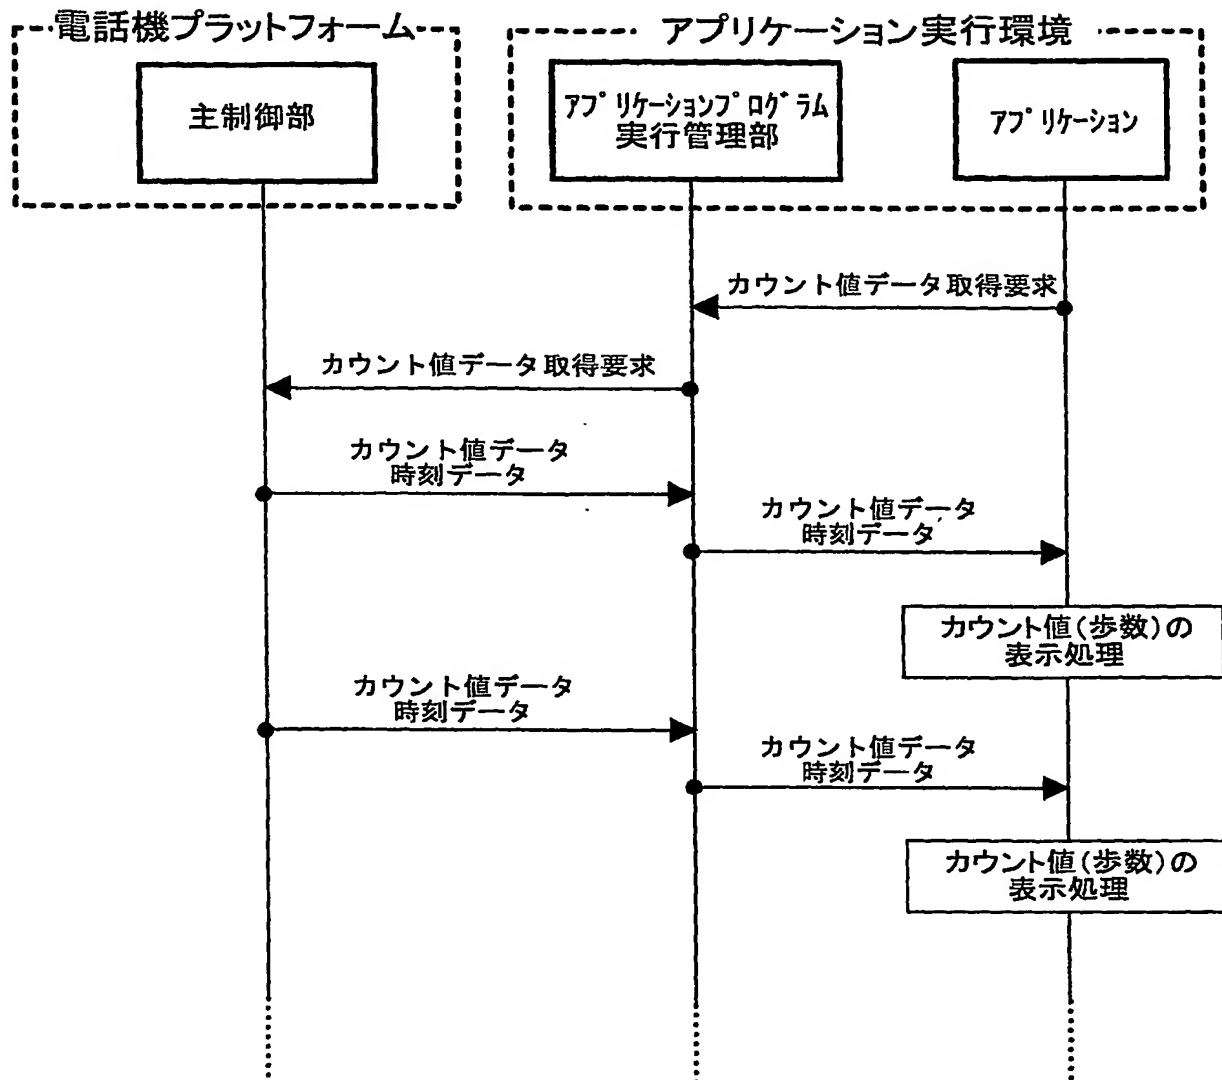 電話機プラットフォーム
アプリケーション実行環境
主制御部
アプリケーションプログラム
実行管理部
アプリケーション
カウント値データ取得要求
カウント値データ取得要求
カウント値データ
時刻データ
カウント値データ
時刻データ
カウント値(歩数)の
表示処理
カウント値データ
時刻データ
カウント値データ
時刻データ
カウント値(歩数)の
表示処理